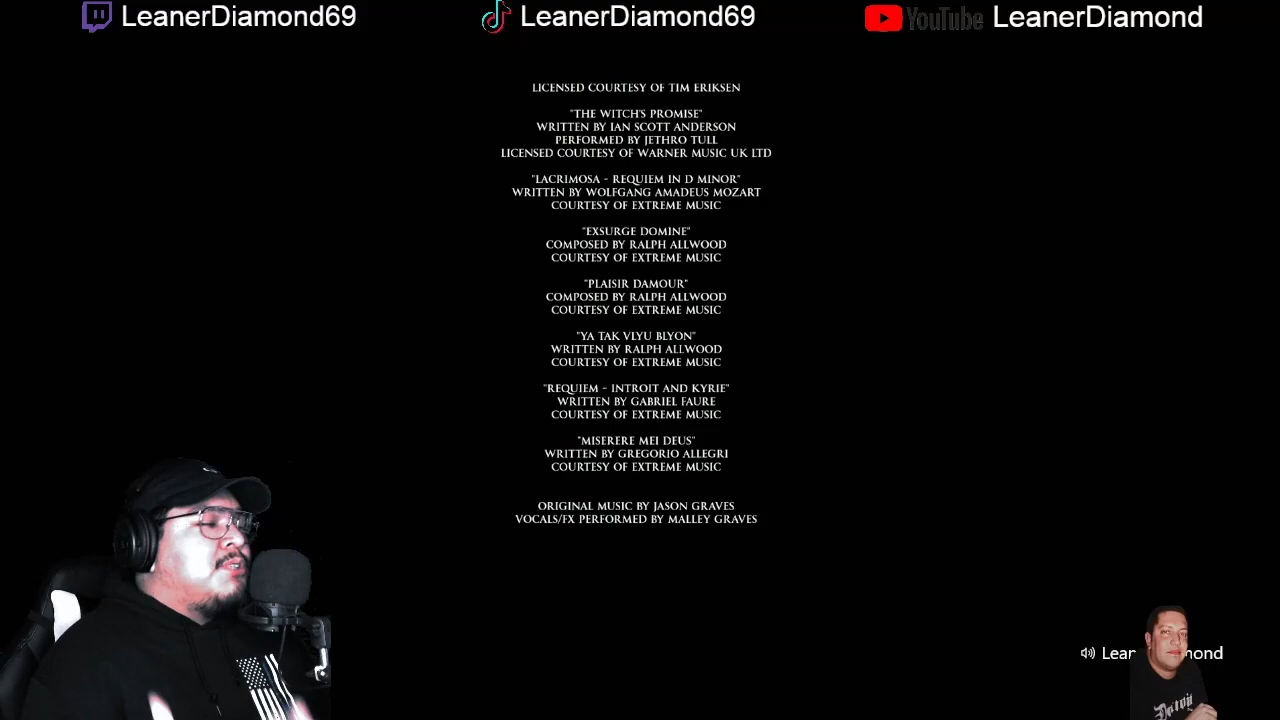 LeanerDiamond69
LeanerDiamond69
YouTube LeanerDiamond
LICENSED COURTESY OF TIM ERIKSEN
"THE WITCH'S PROMISE"
WRITTEN BY IAN SCOTT ANDERSON
PERFORMED BY JETHRO TULL
LICENSED COURTESY OF WARNER MUSIC UK LTD
"LACRIMOSA - REQUIEM IN D MINOR"
WRITTEN BY WOLFGANG AMADEUS MOZART
COURTESY OF EXTREME MUSIC
"EXSURGE DOMINE"
COMPOSED BY RALPH ALLWOOD
COURTESY OF EXTREME MUSIC
"PLAISIR DAMOUR"
COMPOSED BY RALPH ALLWOOD
COURTESY OF EXTREME MUSIC
"YA TAK VLYU BLYON"
WRITTEN BY RALPH ALLWOOD
COURTESY OF EXTREME MUSIC
"REQUIEM - INTROIT AND KYRIE"
WRITTEN BY GABRIEL FAURE
COURTESY OF EXTREME MUSIC
"MISERERE MEI DEUS"
WRITTEN BY GREGORIO ALLEGRI
COURTESY OF EXTREME MUSIC
ORIGINAL MUSIC BY JASON GRAVES
VOCALS/FX PERFORMED BY MALLEY GRAVES